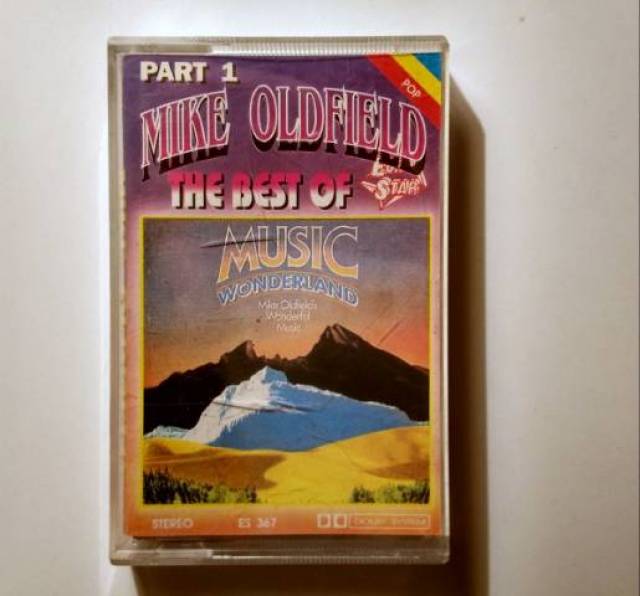 PART 1
POP
MIKE OLDFIELD
THE BEST OF
STAR
MUSIC
WONDERLAND
Mike Oldfield's
Wonderful
Music
STEREO ES 367 DOLBY SYSTEM